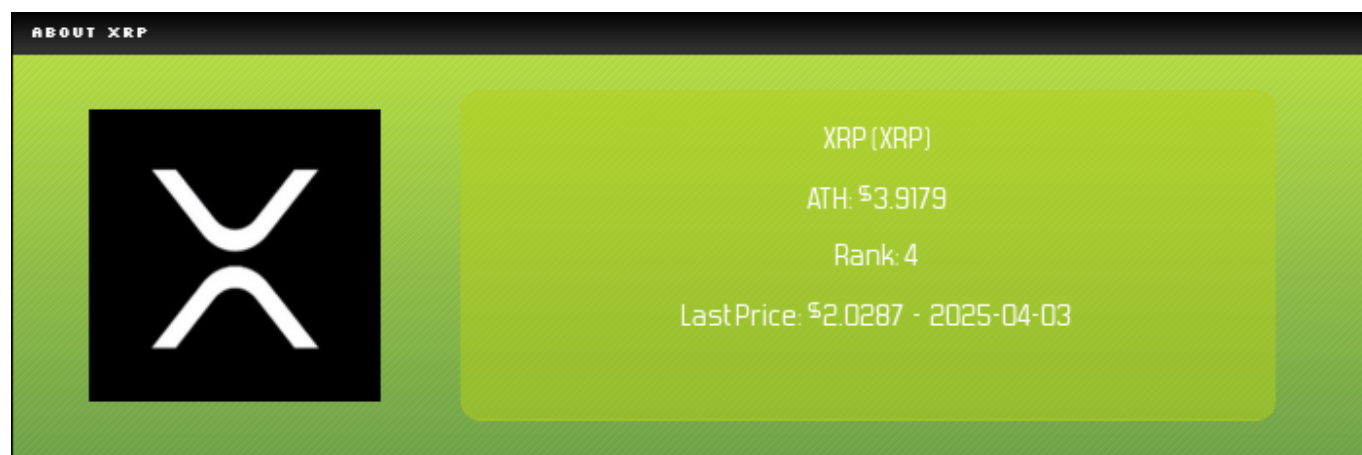 ABOUT XRP
XRP (XRP)
ATH: $3.9179
Rank: 4
Last Price: $2.0287 - 2025-04-03